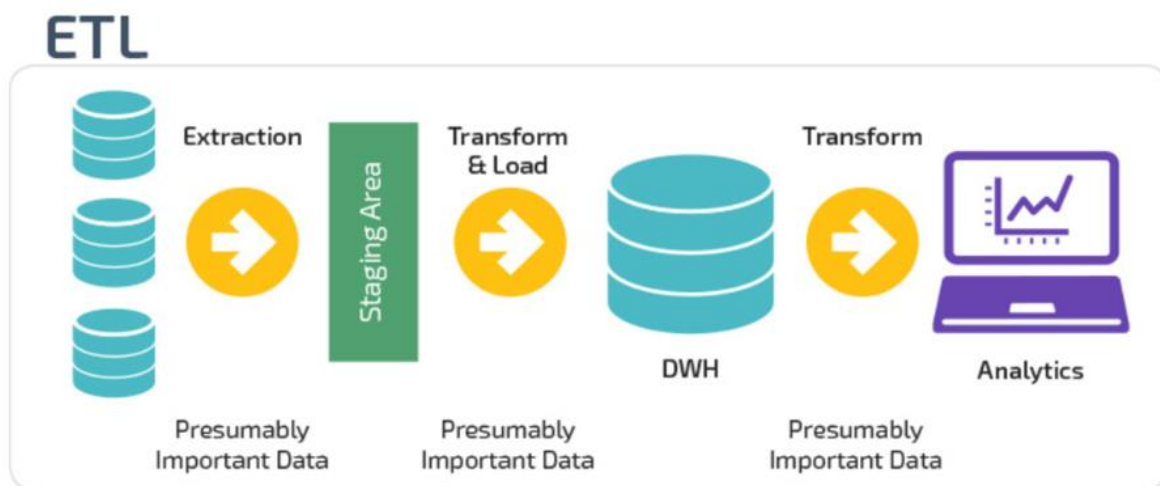 ETL
Extraction
Staging Area
Transform
& Load
Transform
DWH
Analytics
Presumably
Important Data
Presumably
Important Data
Presumably
Important Data